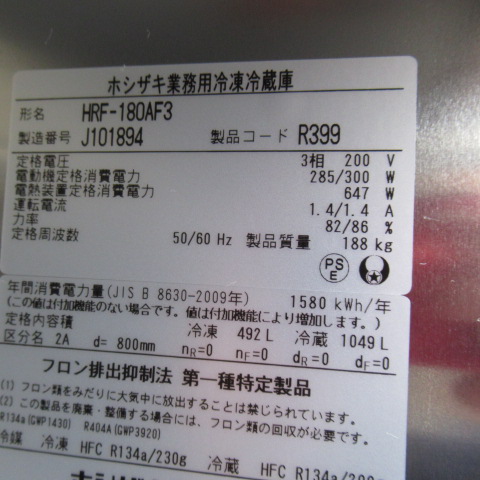 ホシザキ業務用冷凍冷蔵庫
形名 HRF-180AF3
製造番号 J101894 製品コード R399
定格電圧 3相 200 V
電動機定格消費電力 285/300 W
電熱装置定格消費電力 647 W
運転電流 1.4/1.4 A
力率 82/86 %
定格周波数 50/60 Hz 製品質量 188 kg
PS E
年間消費電力量(JIS B 8630-2009年) 1580 kWh/年
(この値は付加機能のない場合です。値は付加機能により増加します。)
定格内容積 冷凍 492 L 冷蔵 1049 L
区分名 2A d= 800mm nR=0 nF=0 dR=0 dF=0
フロン排出抑制法 第一種特定製品
(1) フロン類をみだりに大気中に放出することは禁じられています。
(2) この製品を廃棄・整備する場合には、フロン類の回収が必要です。
R134a(GWP1430) R404A(GWP3920)
冷媒 冷凍 HFC R134a/230g 冷蔵 HFC R134a/200g